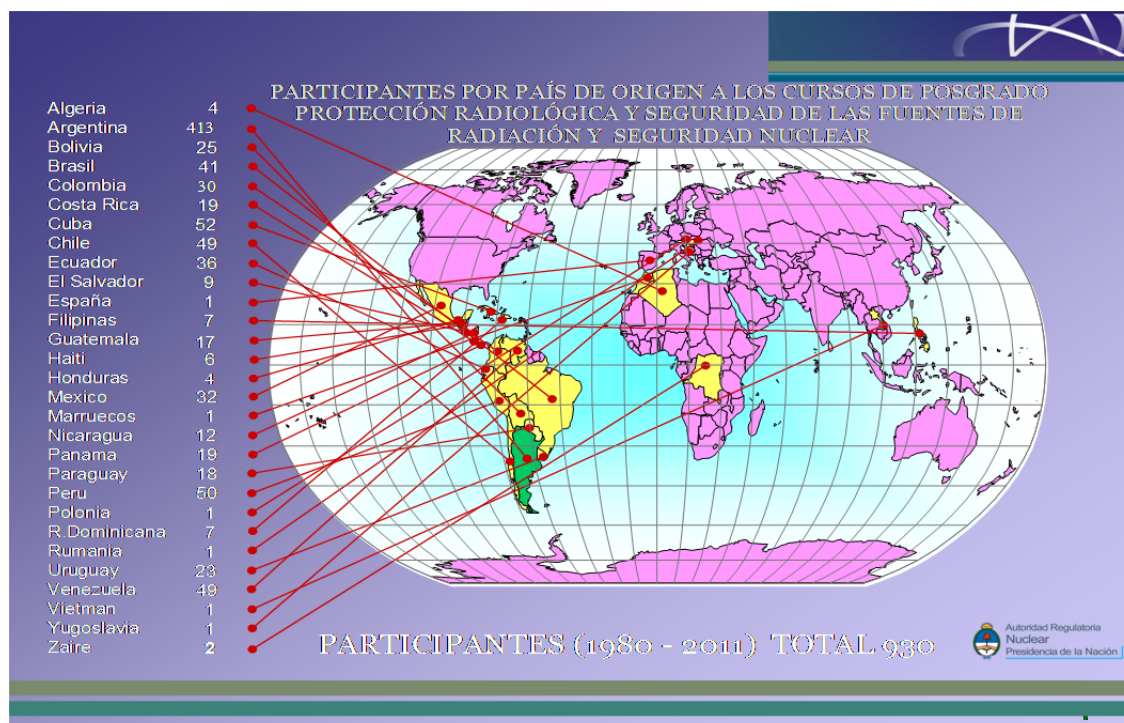 PARTICIPANTES POR PAÍS DE ORIGEN A LOS CURSOS DE POSGRADO
PROTECCIÓN RADIOLÓGICA Y SEGURIDAD DE LAS FUENTES DE
RADIACIÓN Y SEGURIDAD NUCLEAR
Algeria 4
Argentina 413
Bolivia 25
Brasil 41
Colombia 30
Costa Rica 19
Cuba 52
Chile 49
Ecuador 36
El Salvador 9
España 1
Filipinas 7
Guatemala 17
Haiti 6
Honduras 4
Mexico 32
Marruecos 1
Nicaragua 12
Panama 19
Paraguay 18
Peru 50
Polonia 1
R.Dominicana 7
Rumania 1
Uruguay 23
Venezuela 49
Vietman 1
Yugoslavia 1
Zaire 2
PARTICIPANTES (1980 - 2011) TOTAL 930
Autoridad Regulatoria
Nuclear
Presidencia de la Nación